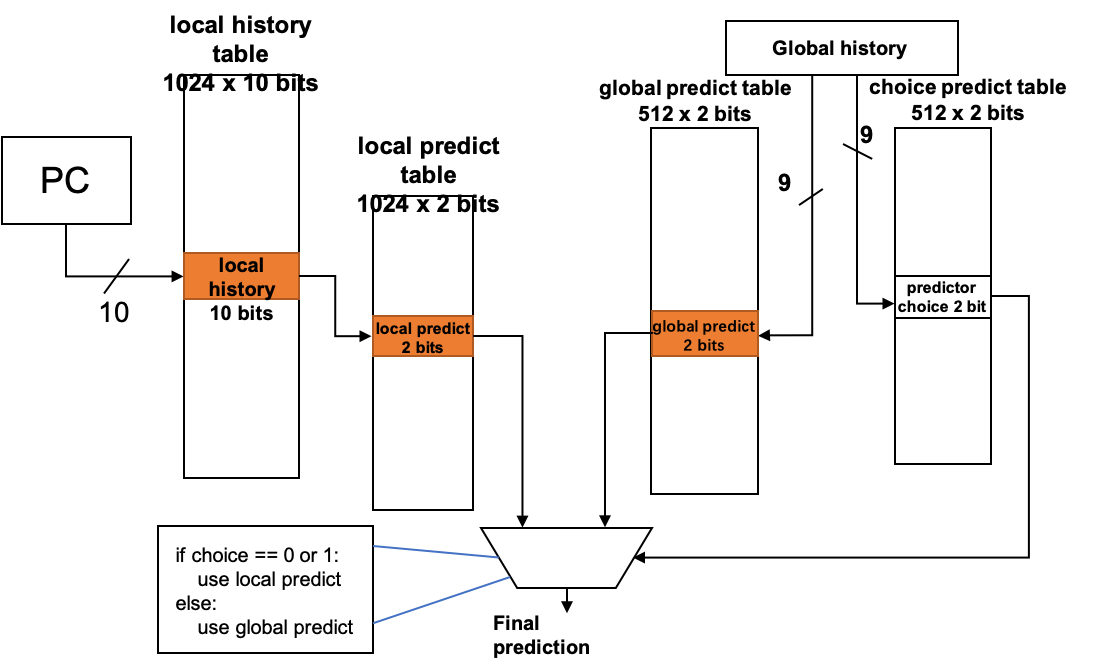 local history
table
1024 x 10 bits
Global history
global predict table
512 x 2 bits
choice predict table
512 x 2 bits
9
9
local predict
table
1024 x 2 bits
PC
10
local
history
10 bits
local predict
2 bits
global predict
2 bits
predictor
choice 2 bit
if choice == 0 or 1:
use local predict
else:
use global predict
Final
prediction